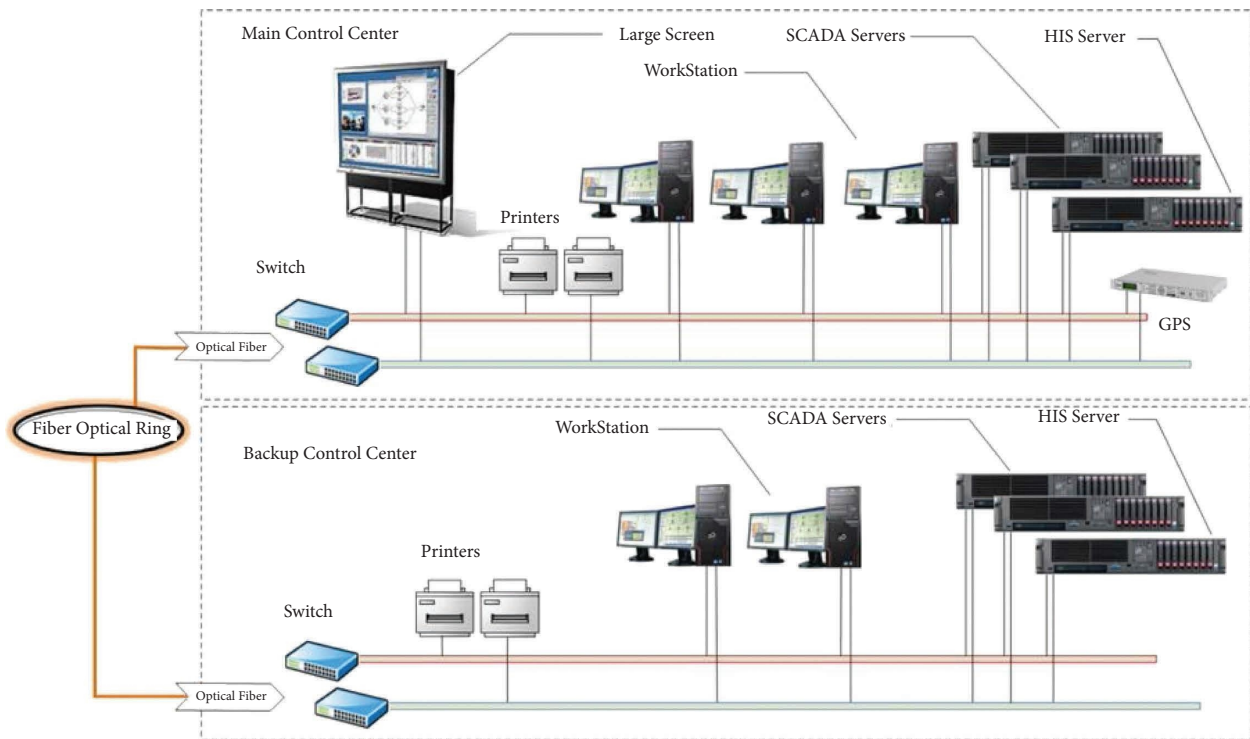 Main Control Center
Large Screen
SCADA Servers
HIS Server
WorkStation
Printers
Switch
GPS
Optical Fiber
Fiber Optical Ring
SCADA Servers
HIS Server
WorkStation
Backup Control Center
Printers
Switch
Optical Fiber